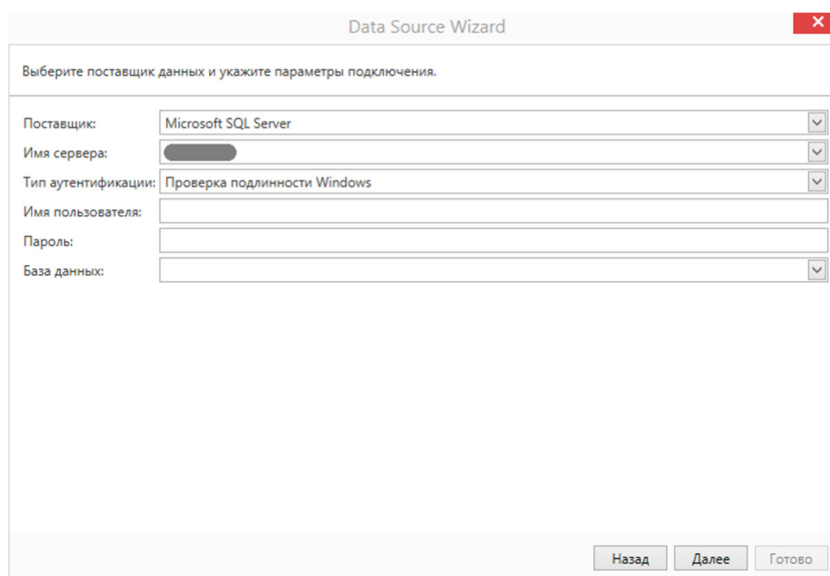 Data Source Wizard
Выберите поставщик данных и укажите параметры подключения.
Поставщик: Microsoft SQL Server
Имя сервера:
Тип аутентификации: Проверка подлинности Windows
Имя пользователя:
Пароль:
База данных:
Назад Далее Готово